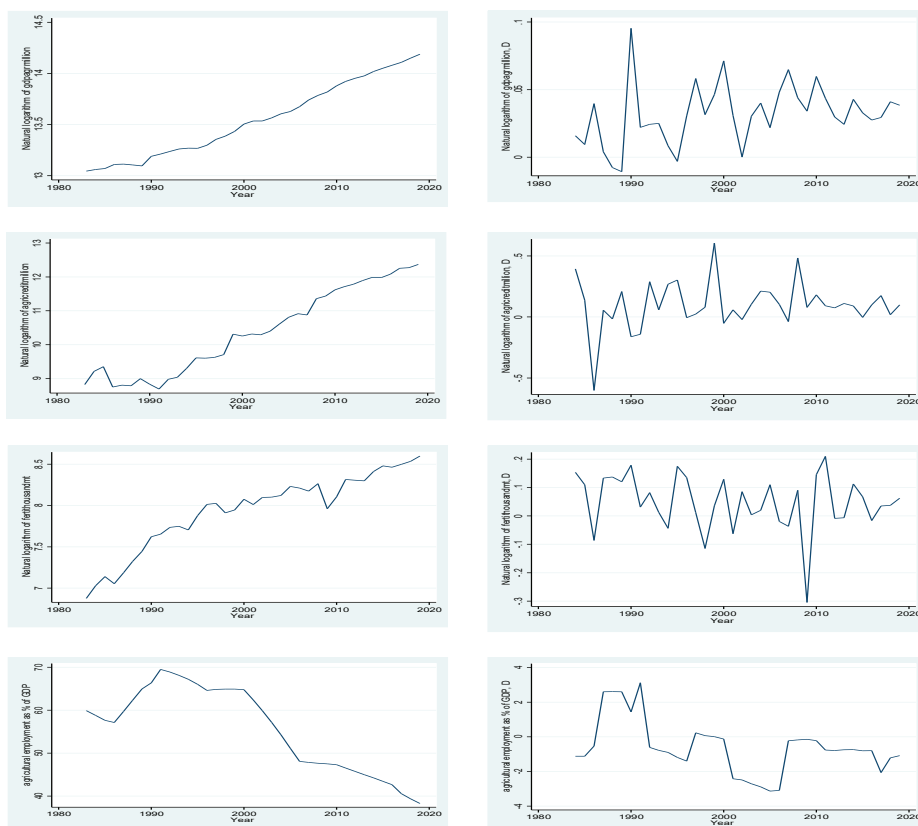 Natural logarithm of gdpagrmillion
14.5
14
13.5
13
1980 1990 2000 2010 2020
Year
Natural logarithm of gdpagrmillion, D
.1
.05
0
1980 1990 2000 2010 2020
Year
Natural logarithm of agricreditmillion
13
12
11
10
9
1980 1990 2000 2010 2020
Year
Natural logarithm of agricreditmillion, D
.5
0
-.5
1980 1990 2000 2010 2020
Year
Natural logarithm of fertthousandmt
8.5
8
7.5
7
1980 1990 2000 2010 2020
Year
Natural logarithm of fertthousandmt, D
.2
.1
0
-.1
-.2
-.3
1980 1990 2000 2010 2020
Year
agricultural employment as % of GDP
70
60
50
40
1980 1990 2000 2010 2020
Year
agricultural employment as % of GDP, D
4
2
0
-2
-4
1980 1990 2000 2010 2020
Year